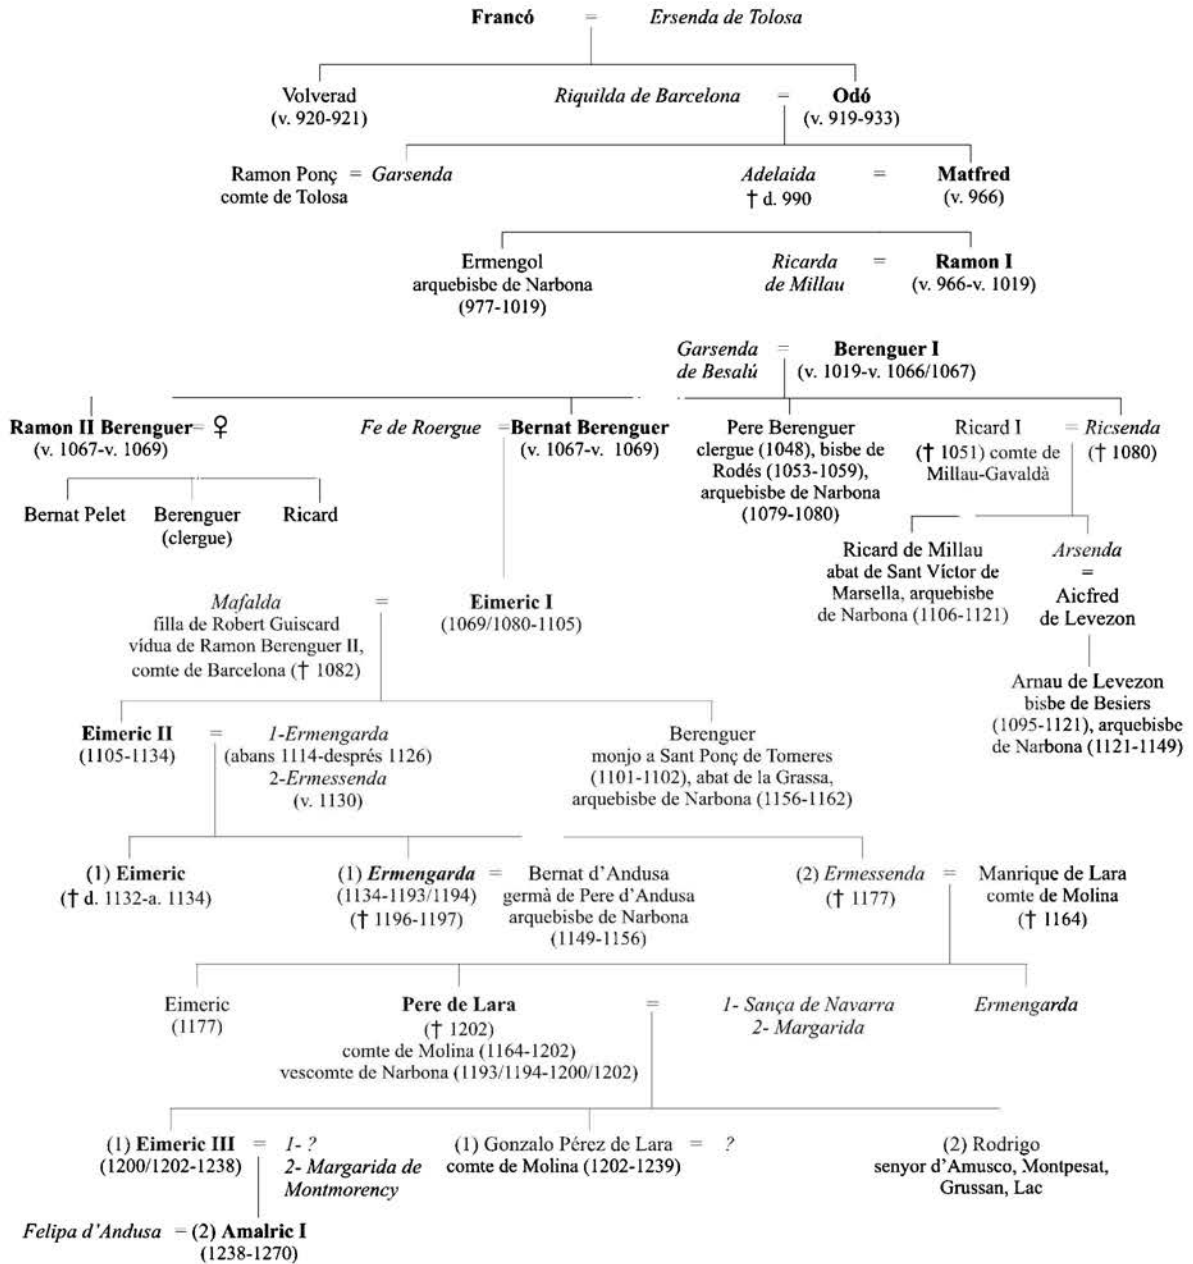 Francó = Ersenda de Tolosa
Volverad
(v. 920-921)
Riquilda de Barcelona = Odó
(v. 919-933)
Ramon Ponç = Garsenda
comte de Tolosa
Adelaida = Matfred
† d. 990
(v. 966)
Ermengol
arquebisbe de Narbona
(977-1019)
Ricarda = Ramon I
de Millau
(v. 966-v. 1019)
Garsenda = Berenguer I
de Besalú
(v. 1019-v. 1066/1067)
Ramon II Berenguer = ♀
(v. 1067-v. 1069)
Fe de Roergue = Bernat Berenguer
(v. 1067-v. 1069)
Pere Berenguer
clergue (1048), bisbe de
Rodés (1053-1059),
arquebisbe de Narbona
(1079-1080)
Ricard I = Ricsenda
(† 1051) comte de
Millau-Gavaldà
(† 1080)
Bernat Pelet
Berenguer
(clergue)
Ricard
Ricard de Millau
abat de Sant Víctor de
Marsella, arquebisbe
de Narbona (1106-1121)
Arsenda
=
Aicfred
de Levezon
Mafalda = Eimeric I
filla de Robert Guiscard
vídua de Ramon Berenguer II,
comte de Barcelona († 1082)
(1069/1080-1105)
Arnau de Levezon
bisbe de Besiers
(1095-1121), arquebisbe
de Narbona (1121-1149)
Eimeric II = 1-Ermengarda
(1105-1134)
(abans 1114-després 1126)
2-Ermessenda
(v. 1130)
Berenguer
monjo a Sant Ponç de Tomeres
(1101-1102), abat de la Grassa,
arquebisbe de Narbona (1156-1162)
(1) Eimeric
(† d. 1132-a. 1134)
(1) Ermengarda = Bernat d'Andusa
(1134-1193/1194)
(† 1196-1197)
germà de Pere d'Andusa
arquebisbe de Narbona
(1149-1156)
(2) Ermessenda = Manrique de Lara
(† 1177)
comte de Molina
(† 1164)
Eimeric
(1177)
Pere de Lara = 1- Sança de Navarra
2- Margarida
(† 1202)
comte de Molina (1164-1202)
vescomte de Narbona (1193/1194-1200/1202)
Ermengarda
(1) Eimeric III = 1- ?
(1200/1202-1238)
2- Margarida de
Montmorency
(1) Gonzalo Pérez de Lara = ?
comte de Molina (1202-1239)
(2) Rodrigo
senyor d'Amusco, Montpesat,
Grussan, Lac
Felipa d'Andusa = (2) Amalric I
(1238-1270)